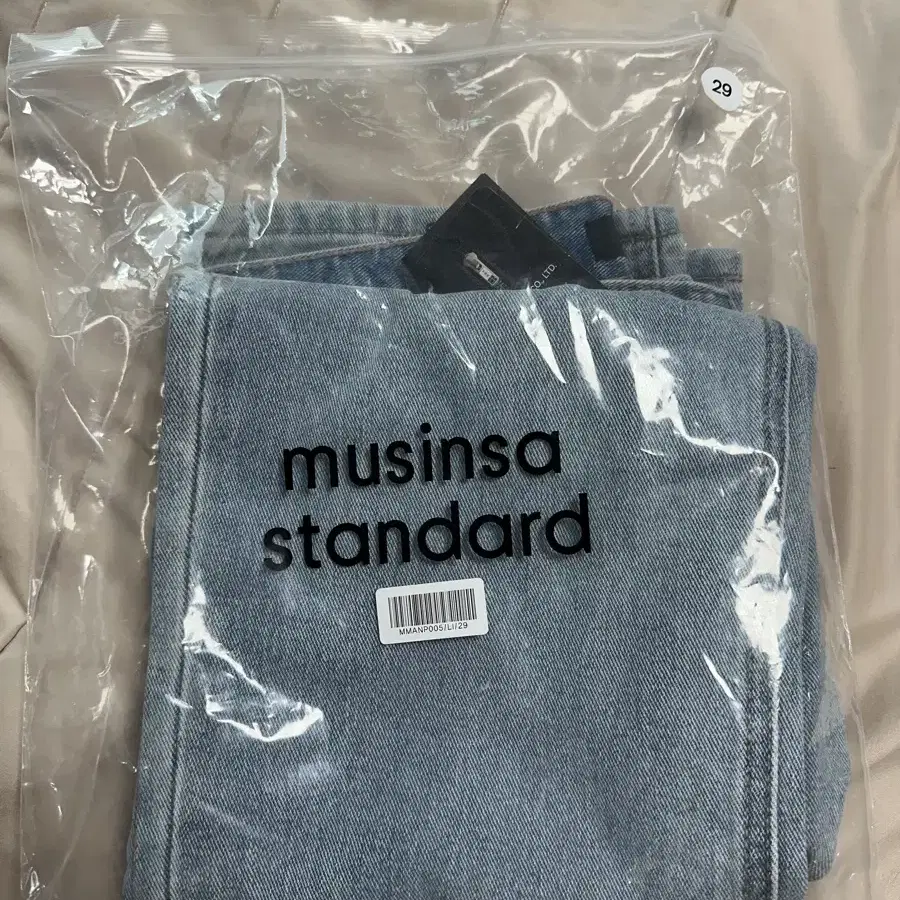 29
CO., LTD.
musinsa
standard
MMANP005/LI/29